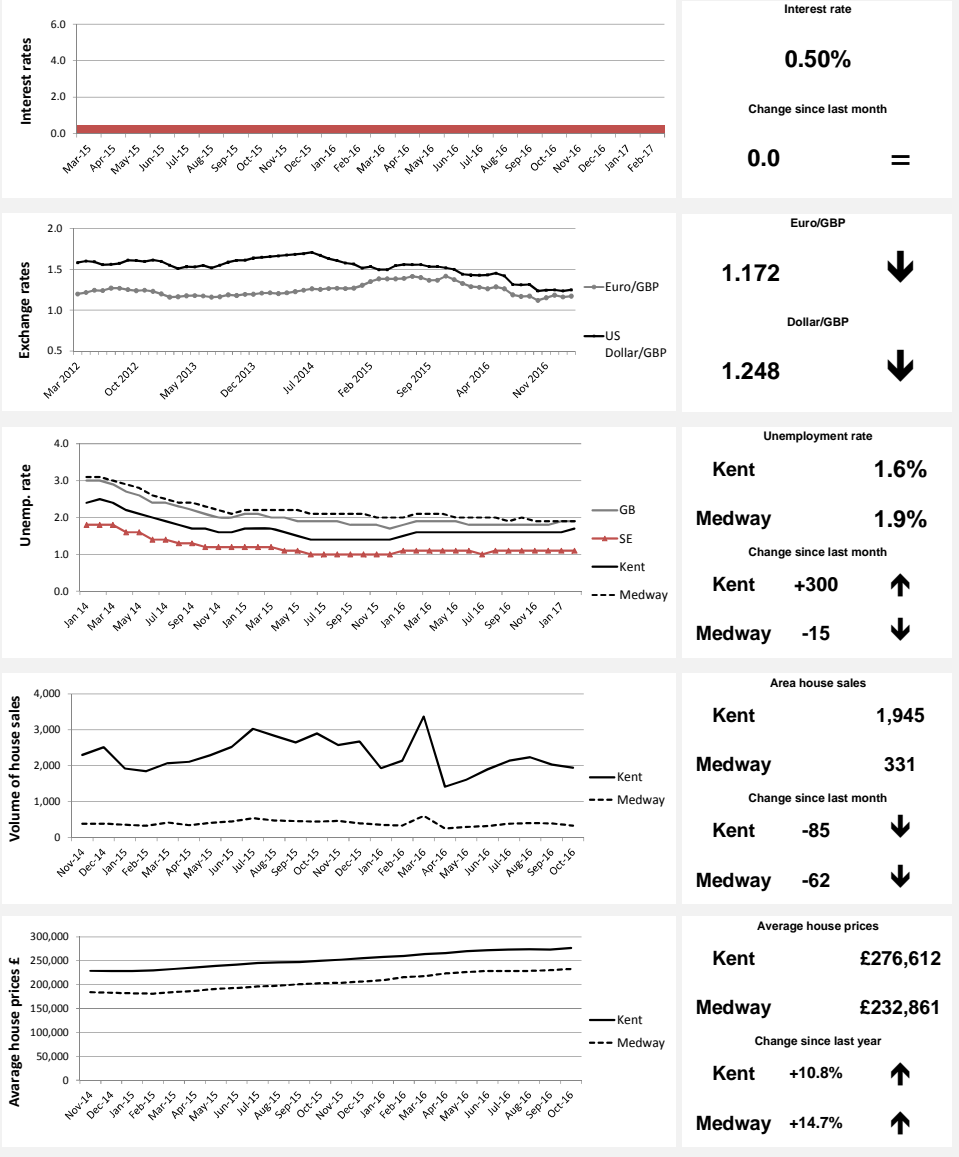 Interest rates
6.0
4.0
2.0
0.0
Mar-15
Apr-15
May-15
Jun-15
Jul-15
Aug-15
Sep-15
Oct-15
Nov-15
Dec-15
Jan-16
Feb-16
Mar-16
Apr-16
May-16
Jun-16
Jul-16
Aug-16
Sep-16
Oct-16
Nov-16
Dec-16
Jan-17
Feb-17
Interest rate
0.50%
Change since last month
0.0 =
Exchange rates
2.0
1.5
1.0
0.5
Mar 2012
Oct 2012
May 2013
Dec 2013
Jul 2014
Feb 2015
Sep 2015
Apr 2016
Nov 2016
Euro/GBP
US
Dollar/GBP
Euro/GBP
1.172
Dollar/GBP
1.248
Unemp. rate
4.0
3.0
2.0
1.0
0.0
Jan 14
Mar 14
May 14
Jul 14
Sep 14
Nov 14
Jan 15
Mar 15
May 15
Jul 15
Sep 15
Nov 15
Jan 16
Mar 16
May 16
Jul 16
Sep 16
Nov 16
Jan 17
GB
SE
Kent
Medway
Unemployment rate
Kent 1.6%
Medway 1.9%
Change since last month
Kent +300
Medway -15
Volume of house sales
4,000
3,000
2,000
1,000
0
Nov-14
Dec-14
Jan-15
Feb-15
Mar-15
Apr-15
May-15
Jun-15
Jul-15
Aug-15
Sep-15
Oct-15
Nov-15
Dec-15
Jan-16
Feb-16
Mar-16
Apr-16
May-16
Jun-16
Jul-16
Aug-16
Sep-16
Oct-16
Kent
Medway
Area house sales
Kent 1,945
Medway 331
Change since last month
Kent -85
Medway -62
Avarage house prices £
300,000
250,000
200,000
150,000
100,000
50,000
0
Nov-14
Dec-14
Jan-15
Feb-15
Mar-15
Apr-15
May-15
Jun-15
Jul-15
Aug-15
Sep-15
Oct-15
Nov-15
Dec-15
Jan-16
Feb-16
Mar-16
Apr-16
May-16
Jun-16
Jul-16
Aug-16
Sep-16
Oct-16
Kent
Medway
Average house prices
Kent £276,612
Medway £232,861
Change since last year
Kent +10.8%
Medway +14.7%